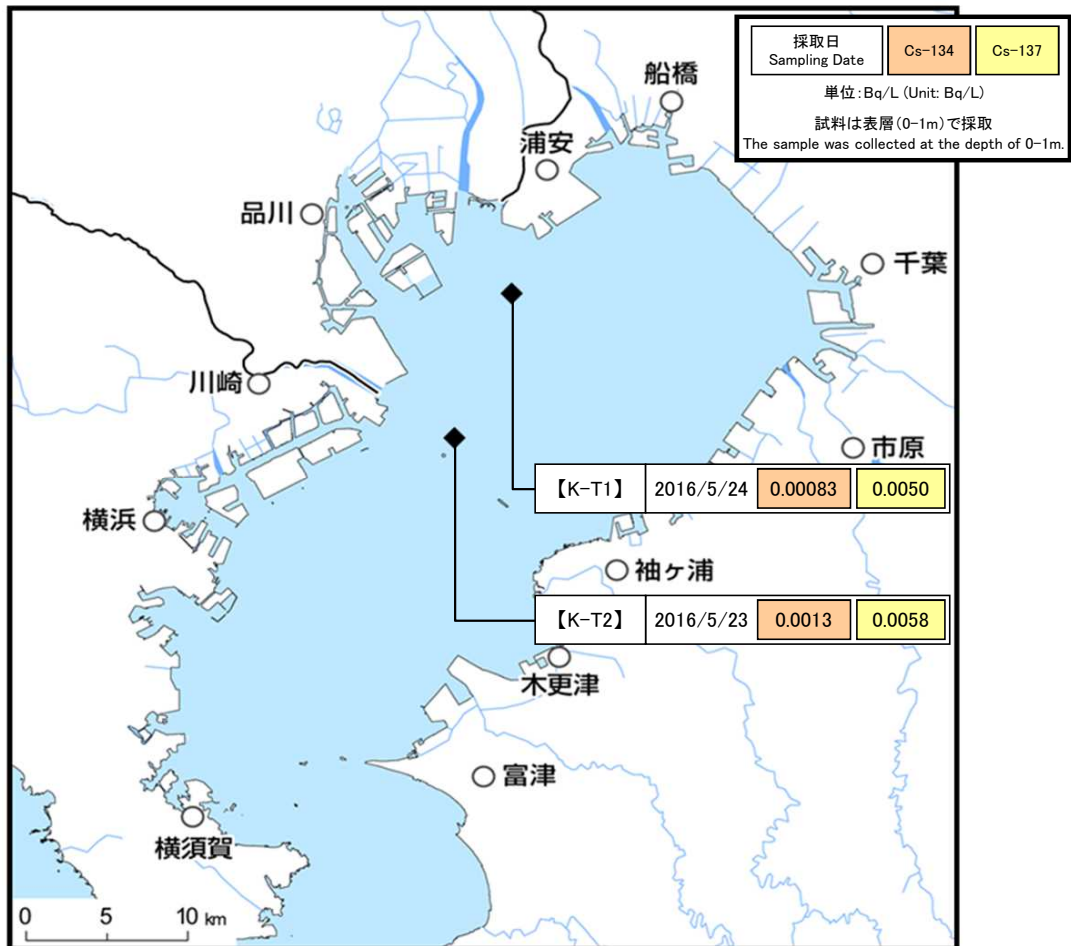 採取日
Sampling Date
Cs-134
Cs-137
単位:Bq/L (Unit: Bq/L)
試料は表層(0-1m)で採取
The sample was collected at the depth of 0-1m.
船橋
浦安
品川
千葉
川崎
市原
【K-T1】 2016/5/24 0.00083 0.0050
横浜
袖ヶ浦
【K-T2】 2016/5/23 0.0013 0.0058
木更津
富津
横須賀
0 5 10 km